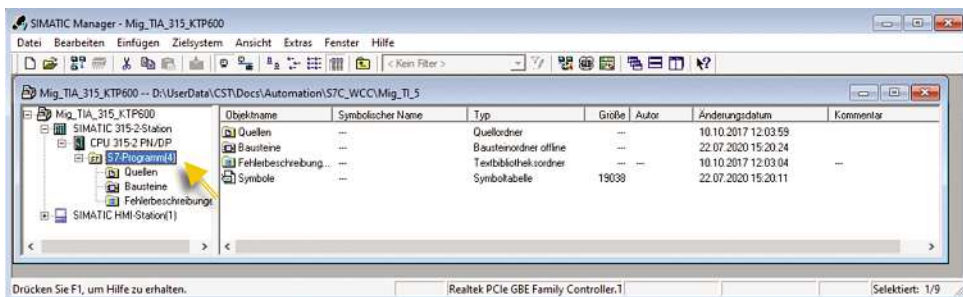 SIMATIC Manager - Mig_TIA_315_KTP600
Datei Bearbeiten Einfügen Zielsystem Ansicht Extras Fenster Hilfe
< Kein Filter >
Mig_TIA_315_KTP600 -- D:\UserData\CST\Docs\Automation\S7C_WCC\Mig_TI_5
Mig_TIA_315_KTP600
SIMATIC 315-2-Station
CPU 315-2 PN/DP
S7-Programm(4)
Quellen
Bausteine
Fehlerbeschreibunge
SIMATIC HMI-Station(1)
Objektname Symbolischer Name Typ Größe Autor Änderungsdatum Kommentar
Quellen --- Quellordner --- 10.10.2017 12:03:59
Bausteine --- Bausteinordner offline --- 22.07.2020 15:20:24
Fehlerbeschreibung... --- Textbibliotheksordner --- --- 10.10.2017 12:03:04 ---
Symbole --- Symboltabelle 19038 22.07.2020 15:20:11
Drücken Sie F1, um Hilfe zu erhalten. Realtek PCIe GBE Family Controller.T Selektiert: 1/9